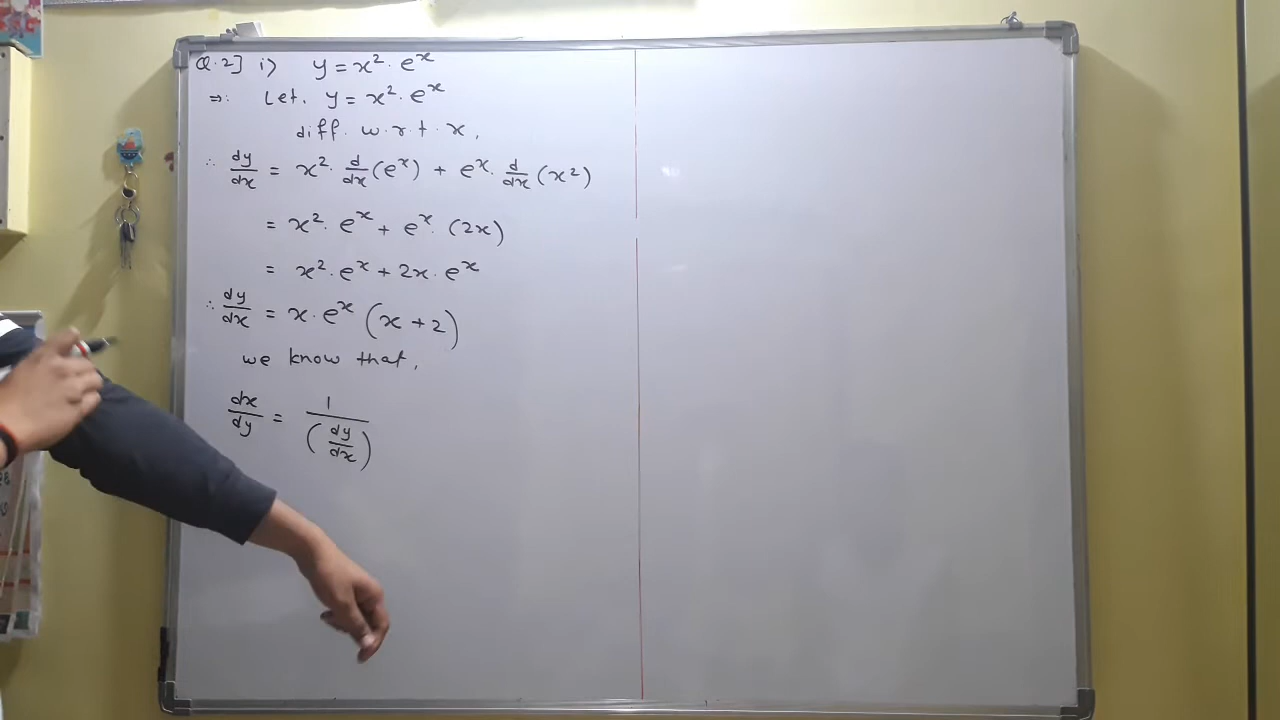 Q.2] i) y = x². eˣ
⇒: Let. y = x². eˣ
diff. w.r.t. x,
∴ dy/dx = x². d/dx (eˣ) + eˣ. d/dx (x²)
= x². eˣ + eˣ. (2x)
= x². eˣ + 2x. eˣ
∴ dy/dx = x. eˣ (x + 2)
we know that,
dx/dy = 1/(dy/dx)